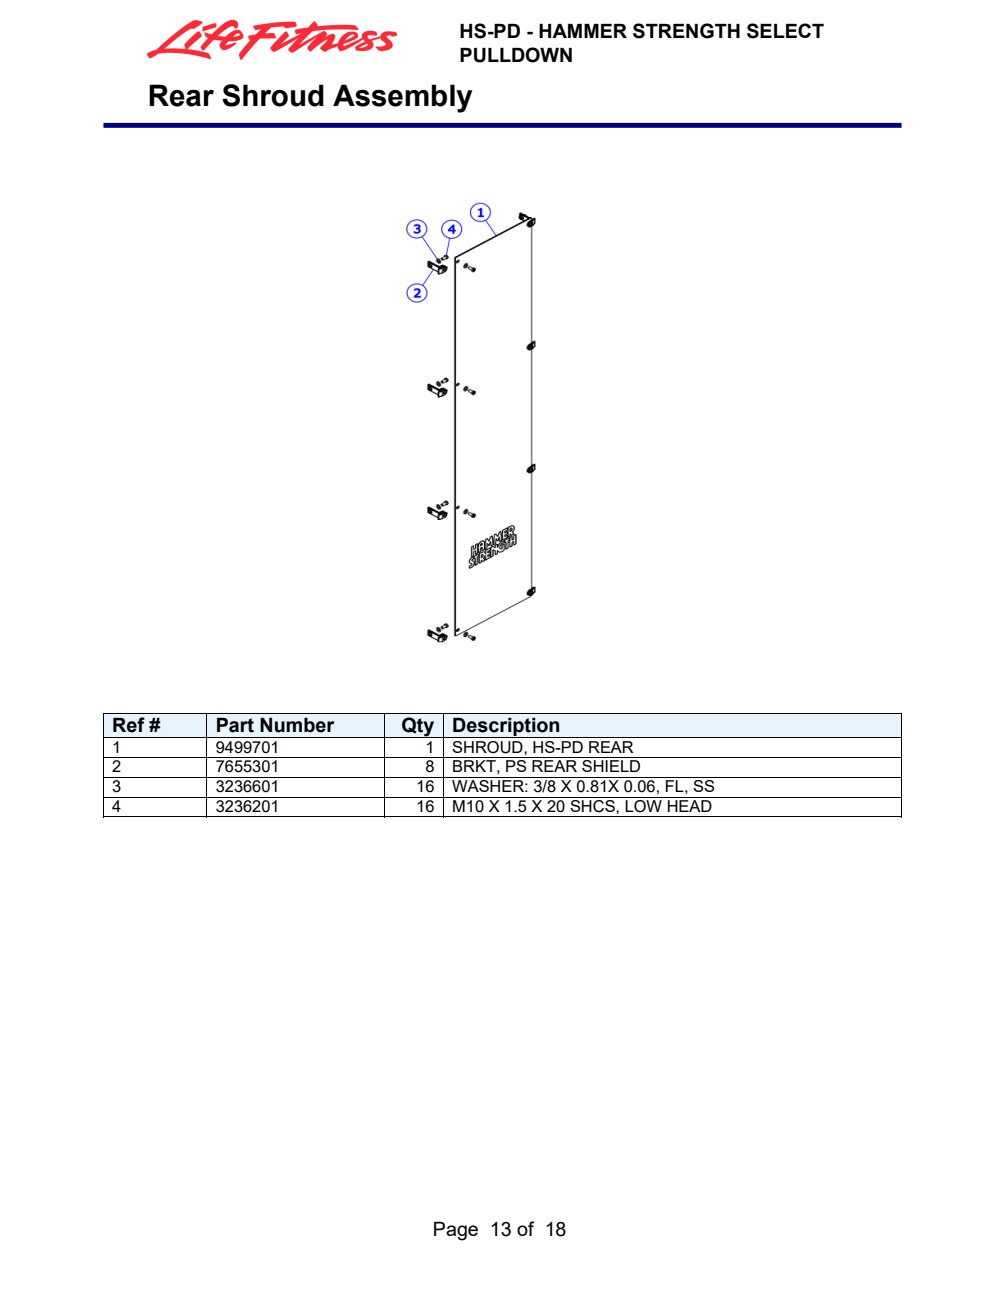 Life Fitness
HS-PD - HAMMER STRENGTH SELECT
PULLDOWN
Rear Shroud Assembly
1
3
4
2
HAMMER
STRENGTH
Ref # Part Number Qty Description
1 9499701 1 SHROUD, HS-PD REAR
2 7655301 8 BRKT, PS REAR SHIELD
3 3236601 16 WASHER: 3/8 X 0.81X 0.06, FL, SS
4 3236201 16 M10 X 1.5 X 20 SHCS, LOW HEAD
Page 13 of 18